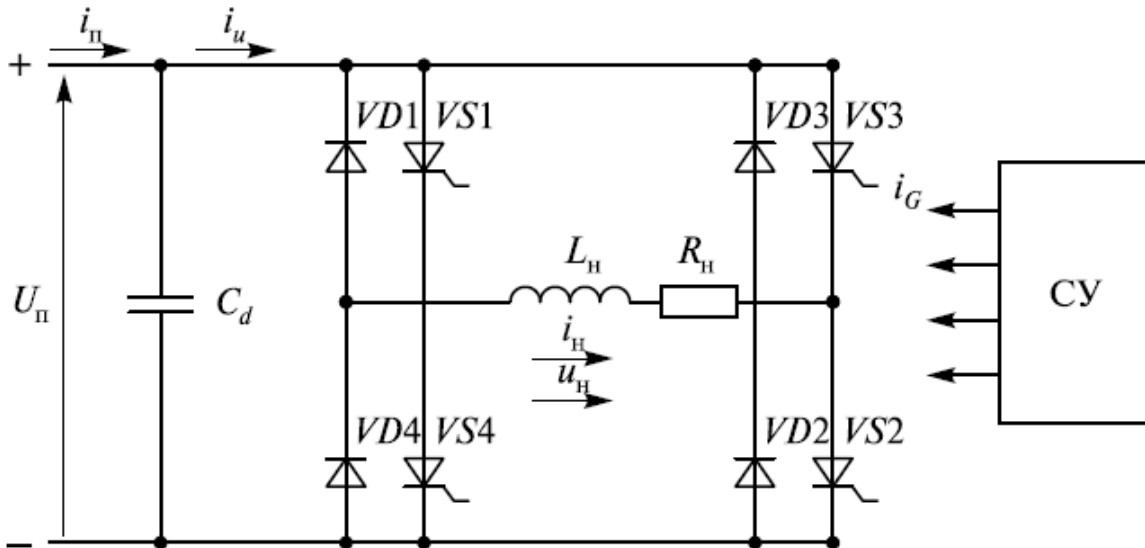 iп
iu
+
VD1 VS1
VD3 VS3
iG
Lн
Rн
Uп
Cd
СУ
iн
uн
VD4 VS4
VD2 VS2
−